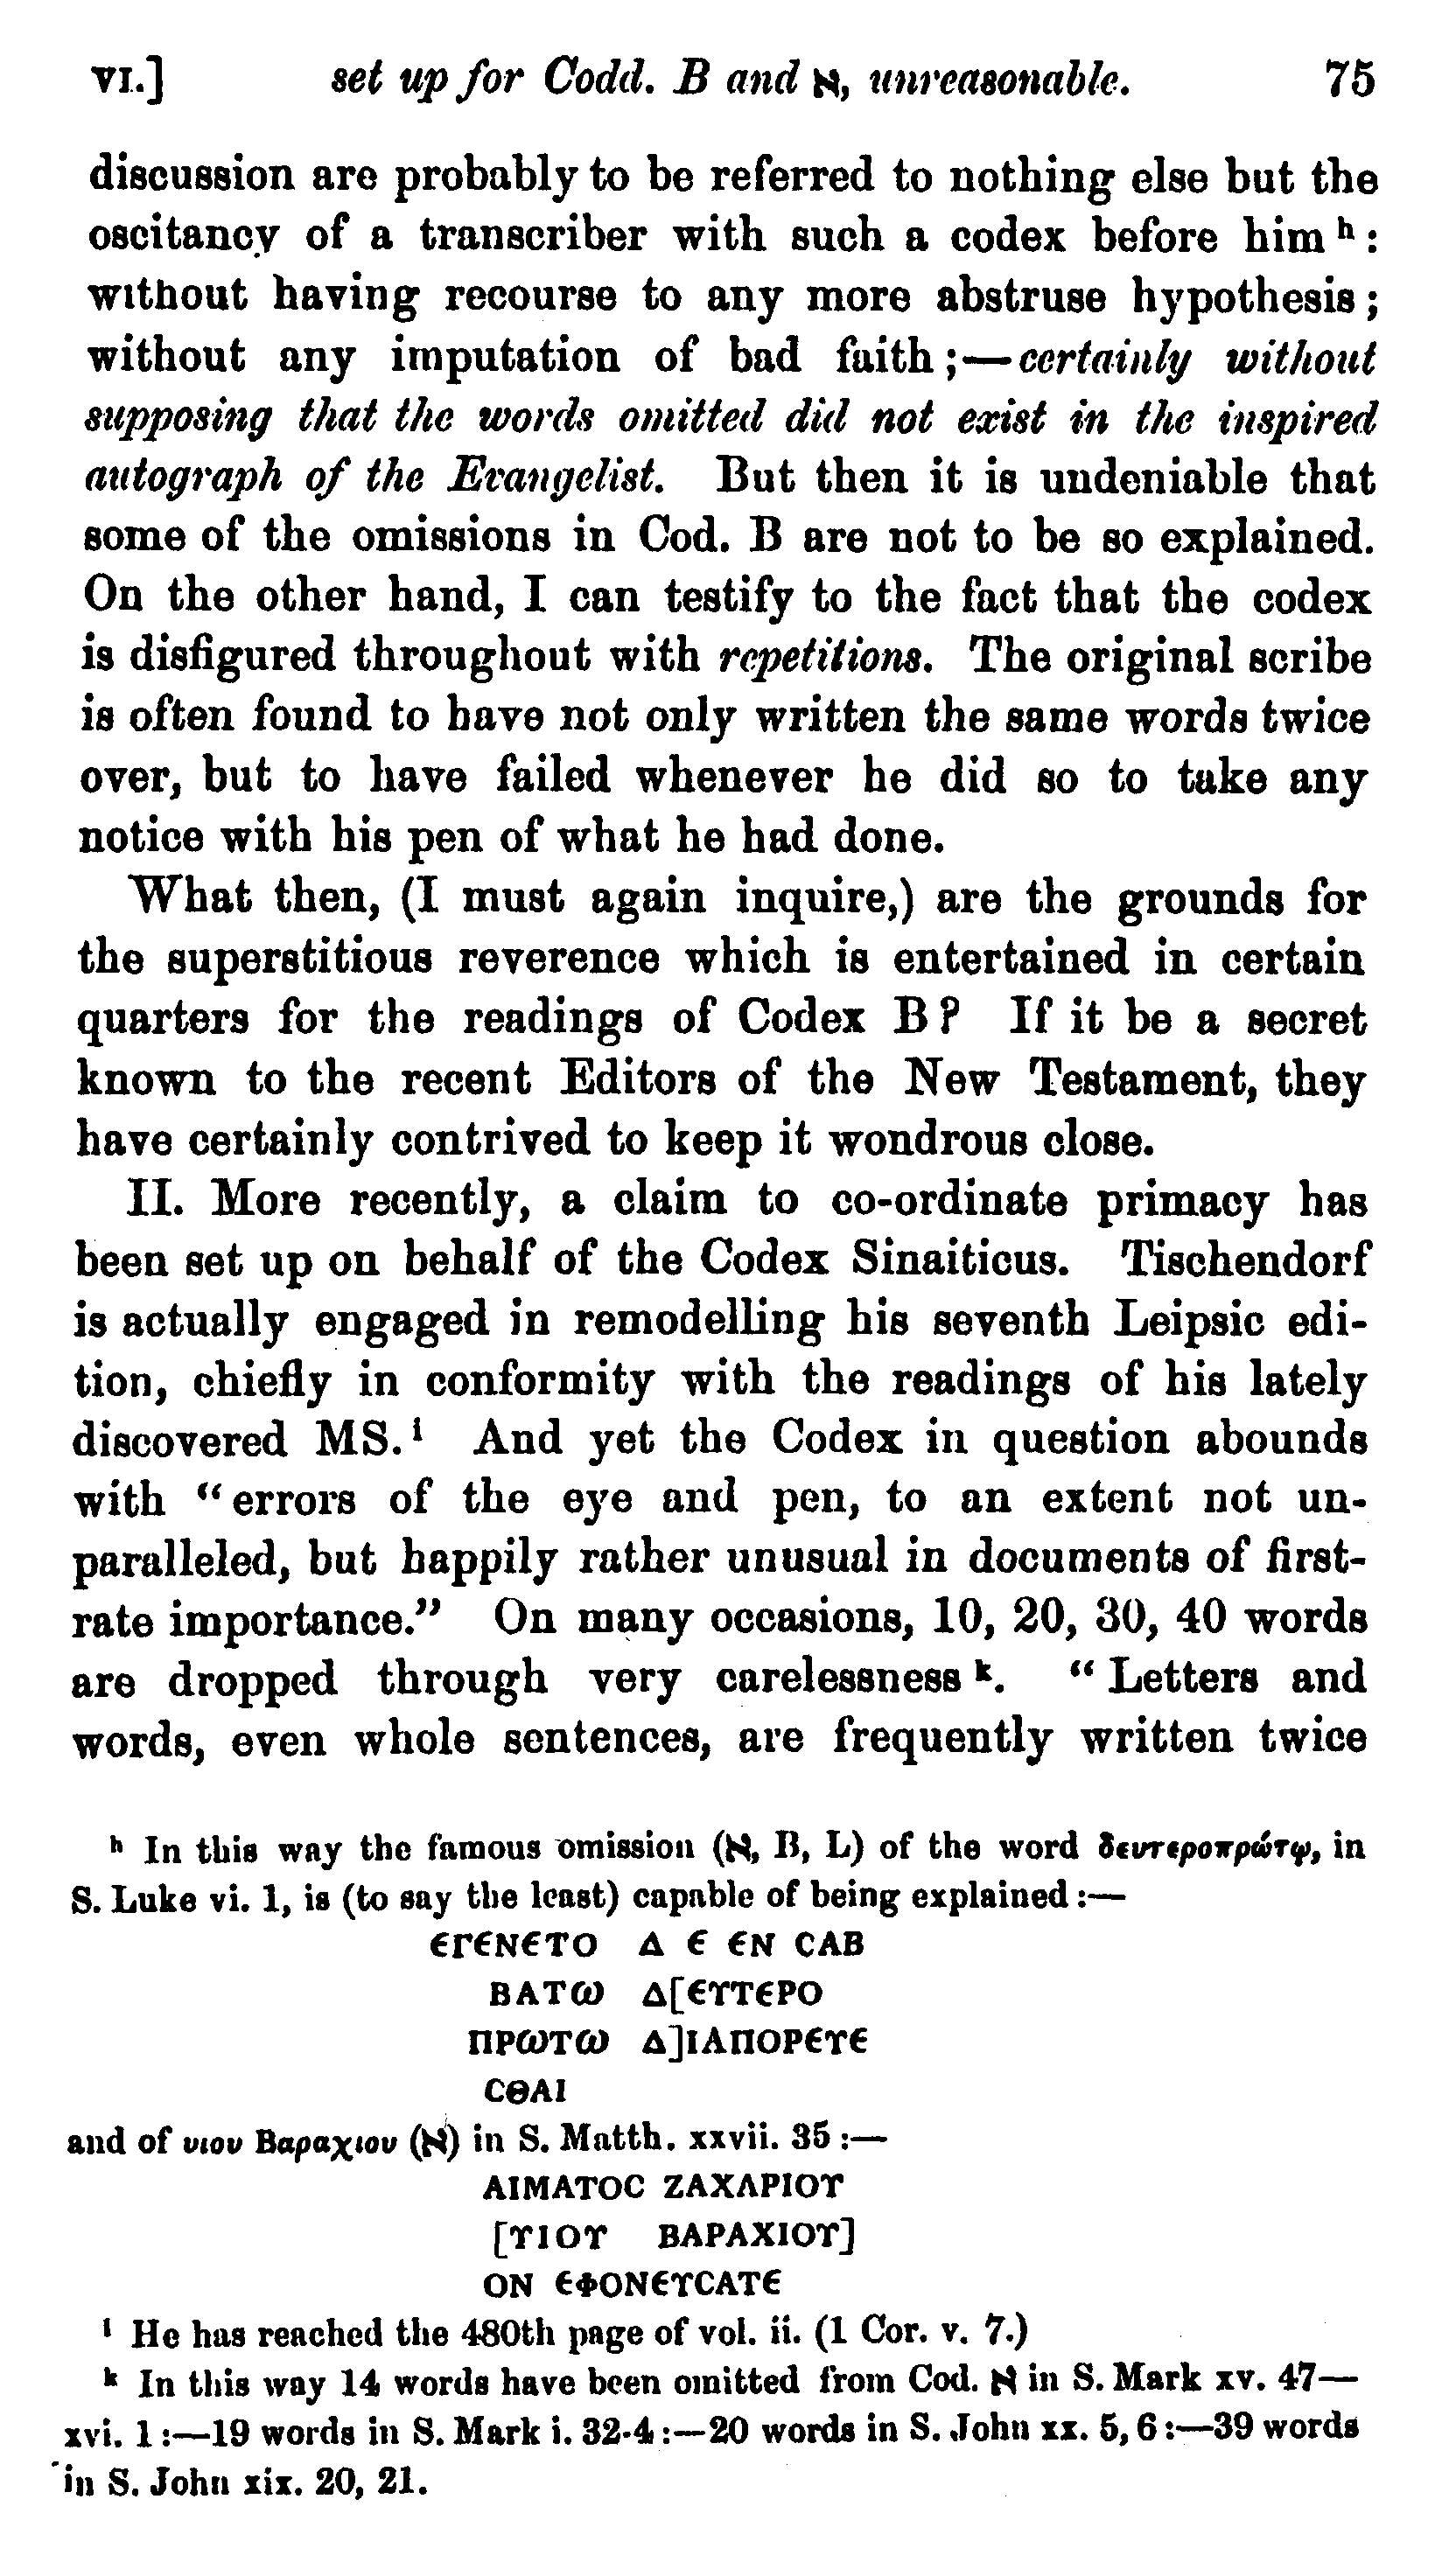 VI.] set up for Codd. B and א, unreasonable. 75
discussion are probably to be referred to nothing else but the
oscitancy of a transcriber with such a codex before him ʰ :
without having recourse to any more abstruse hypothesis ;
without any imputation of bad faith ;—certainly without
supposing that the words omitted did not exist in the inspired
autograph of the Evangelist. But then it is undeniable that
some of the omissions in Cod. B are not to be so explained.
On the other hand, I can testify to the fact that the codex
is disfigured throughout with repetitions. The original scribe
is often found to have not only written the same words twice
over, but to have failed whenever he did so to take any
notice with his pen of what he had done.
What then, (I must again inquire,) are the grounds for
the superstitious reverence which is entertained in certain
quarters for the readings of Codex B ? If it be a secret
known to the recent Editors of the New Testament, they
have certainly contrived to keep it wondrous close.
II. More recently, a claim to co-ordinate primacy has
been set up on behalf of the Codex Sinaiticus. Tischendorf
is actually engaged in remodelling his seventh Leipsic edi-
tion, chiefly in conformity with the readings of his lately
discovered MS.ⁱ And yet the Codex in question abounds
with “errors of the eye and pen, to an extent not un-
paralleled, but happily rather unusual in documents of first-
rate importance.” On many occasions, 10, 20, 30, 40 words
are dropped through very carelessness ᵏ. “Letters and
words, even whole sentences, are frequently written twice
ʰ In this way the famous omission (א, B, L) of the word δευτεροπρώτῳ, in
S. Luke vi. 1, is (to say the least) capable of being explained :—
ЄΓЄΝЄΤΟ Δ Є ЄΝ CΑΒ
ΒΑΤѠ Δ[ЄΥΤЄΡΟ
ΠΡѠΤѠ Δ]ΙΑΠΟΡЄΥЄ
CΘΑΙ
and of υιου Βαραχιου (א) in S. Matth. xxvii. 35 :—
ΑΙΜΑΤΟC ΖΑΧΑΡΙΟΥ
[ΥΙΟΥ ΒΑΡΑΧΙΟΥ]
ΟΝ ЄΦΟΝЄΥCΑΤЄ
ⁱ He has reached the 480th page of vol. ii. (1 Cor. v. 7.)
ᵏ In this way 14 words have been omitted from Cod. א in S. Mark xv. 47—
xvi. 1 :—19 words in S. Mark i. 32-4 :—20 words in S. John xx. 5, 6 :—39 words
in S. John xix. 20, 21.